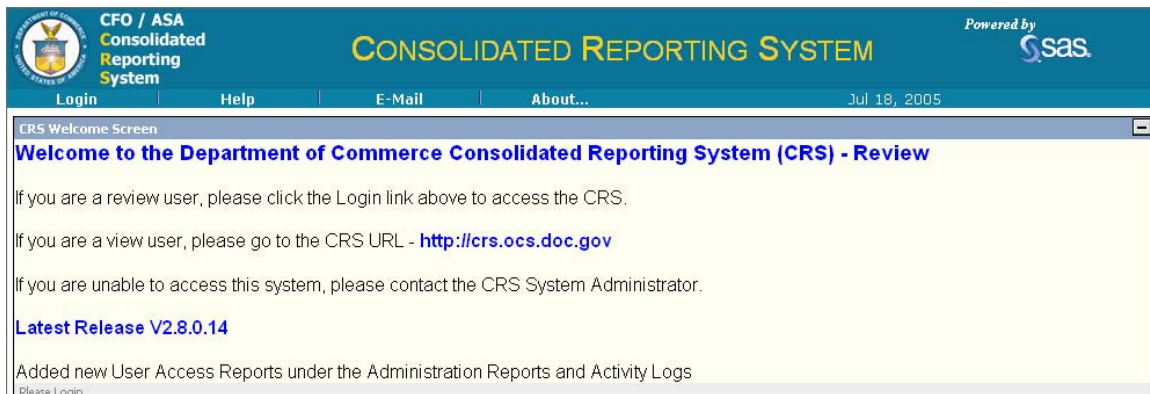 CFO / ASA
Consolidated
Reporting
System
CONSOLIDATED REPORTING SYSTEM
Powered by
sas.
Login Help E-Mail About... Jul 18, 2005
CRS Welcome Screen
Welcome to the Department of Commerce Consolidated Reporting System (CRS) - Review
If you are a review user, please click the Login link above to access the CRS.
If you are a view user, please go to the CRS URL - http://crs.ocs.doc.gov
If you are unable to access this system, please contact the CRS System Administrator.
Latest Release V2.8.0.14
Added new User Access Reports under the Administration Reports and Activity Logs
Please Login